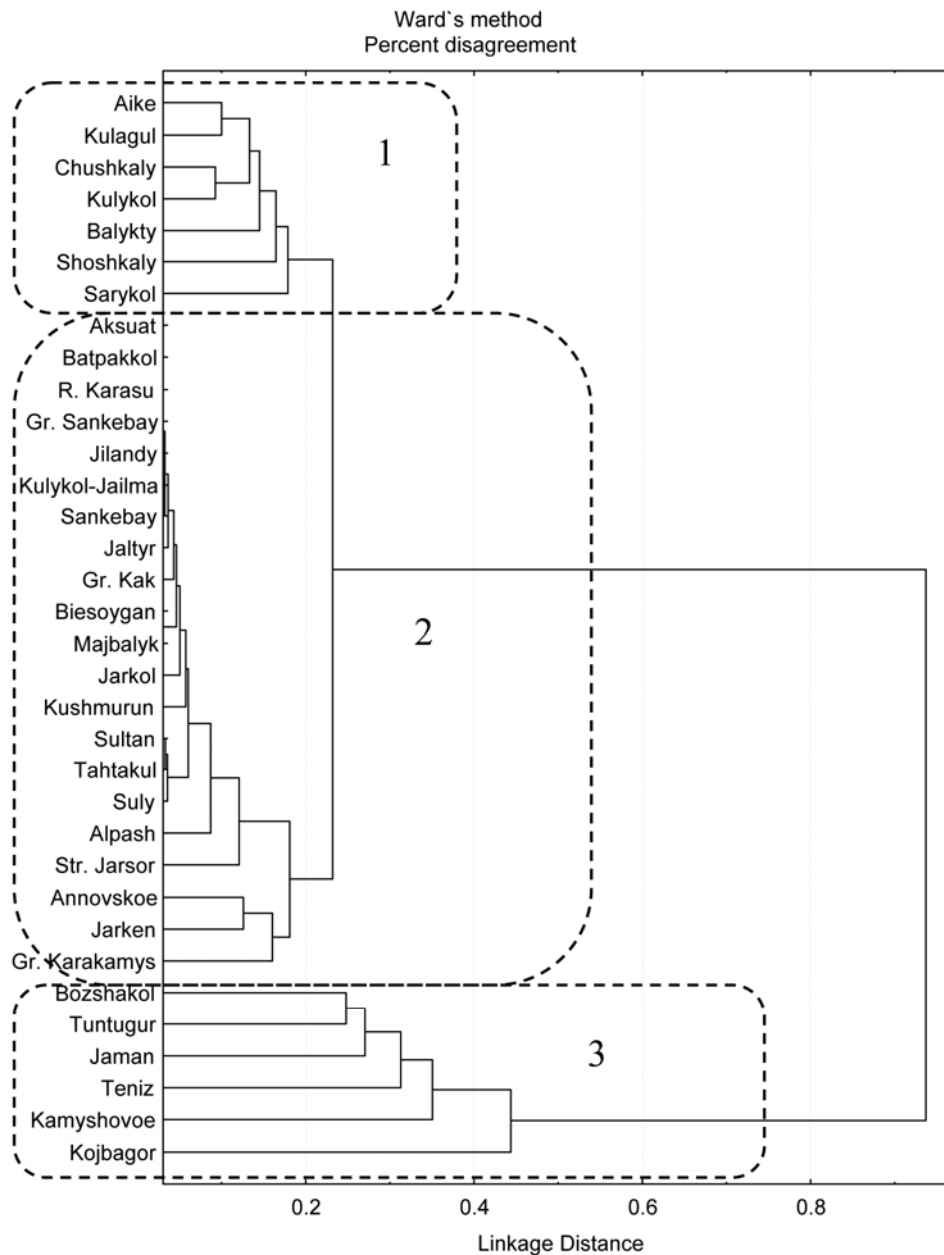 Ward`s method
Percent disagreement
Aike
Kulagul
1
Chushkaly
Kulykol
Balykty
Shoshkaly
Sarykol
Aksuat
Batpakkol
R. Karasu
Gr. Sankebay
Jilandy
Kulykol-Jailma
Sankebay
Jaltyr
Gr. Kak
Biesoygan
2
Majbalyk
Jarkol
Kushmurun
Sultan
Tahtakul
Suly
Alpash
Str. Jarsor
Annovskoe
Jarken
Gr. Karakamys
Bozshakol
Tuntugur
3
Jaman
Teniz
Kamyshovoe
Kojbagor
0.2 0.4 0.6 0.8
Linkage Distance